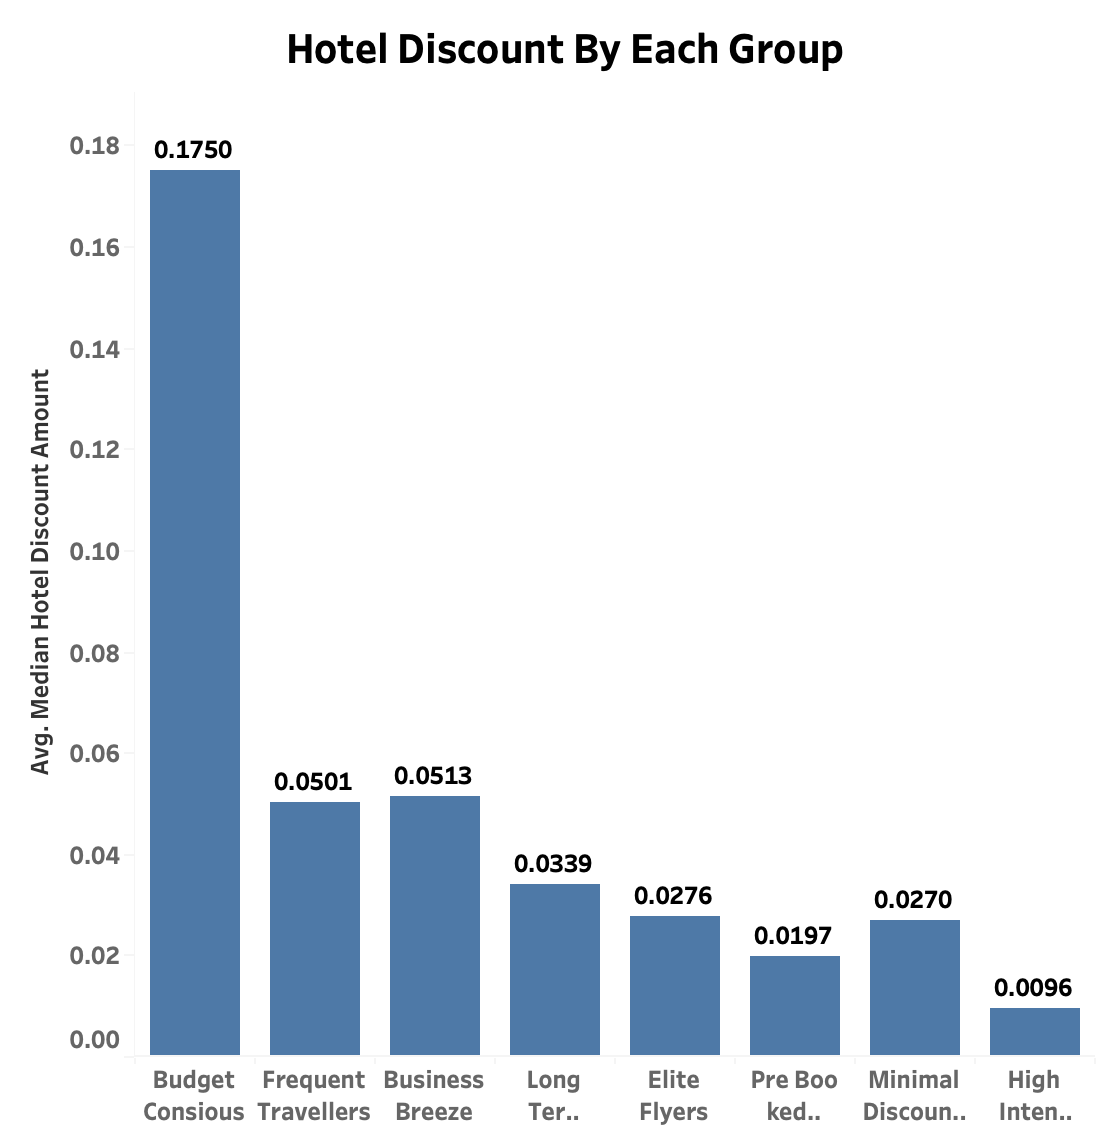 Hotel Discount By Each Group
Avg. Median Hotel Discount Amount
0.18
0.16
0.14
0.12
0.10
0.08
0.06
0.04
0.02
0.00
0.1750
0.0501
0.0513
0.0339
0.0276
0.0197
0.0270
0.0096
Budget
Consious
Frequent
Travellers
Business
Breeze
Long
Ter..
Elite
Flyers
Pre Boo
ked..
Minimal
Discoun..
High
Inten..